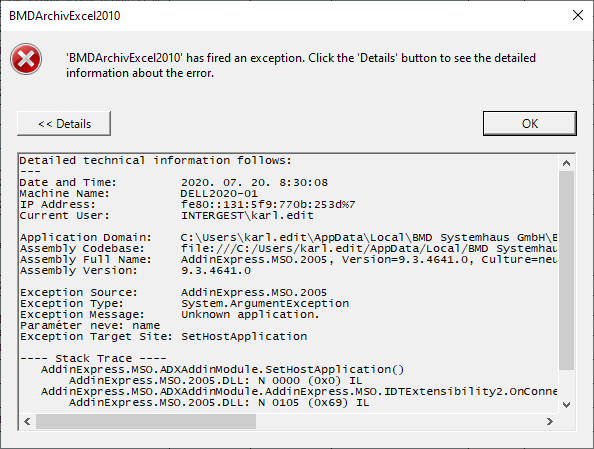 BMDArchivExcel2010
'BMDArchivExcel2010' has fired an exception. Click the 'Details' button to see the detailed
information about the error.
<< Details
OK
Detailed technical information follows:
---
Date and Time: 2020. 07. 20. 8:30:08
Machine Name: DELL2020-01
IP Address: fe80::131:5f9:770b:253d%7
Current User: INTERGEST\karl.edit
Application Domain: C:\Users\karl.edit\AppData\Local\BMD Systemhaus GmbH\B
Assembly Codebase: file:///C:/Users/karl.edit/AppData/Local/BMD Systemhaus
Assembly Full Name: AddinExpress.MSO.2005, Version=9.3.4641.0, Culture=neu
Assembly Version: 9.3.4641.0
Exception Source: AddinExpress.MSO.2005
Exception Type: System.ArgumentException
Exception Message: Unknown application.
Paraméter neve: name
Exception Target Site: SetHostApplication
---- Stack Trace ----
AddinExpress.MSO.ADXAddinModule.SetHostApplication()
AddinExpress.MSO.2005.DLL: N 0000 (0x0) IL
AddinExpress.MSO.ADXAddinModule.AddinExpress.MSO.IDTExtensibility2.OnConne
AddinExpress.MSO.2005.DLL: N 0105 (0x69) IL